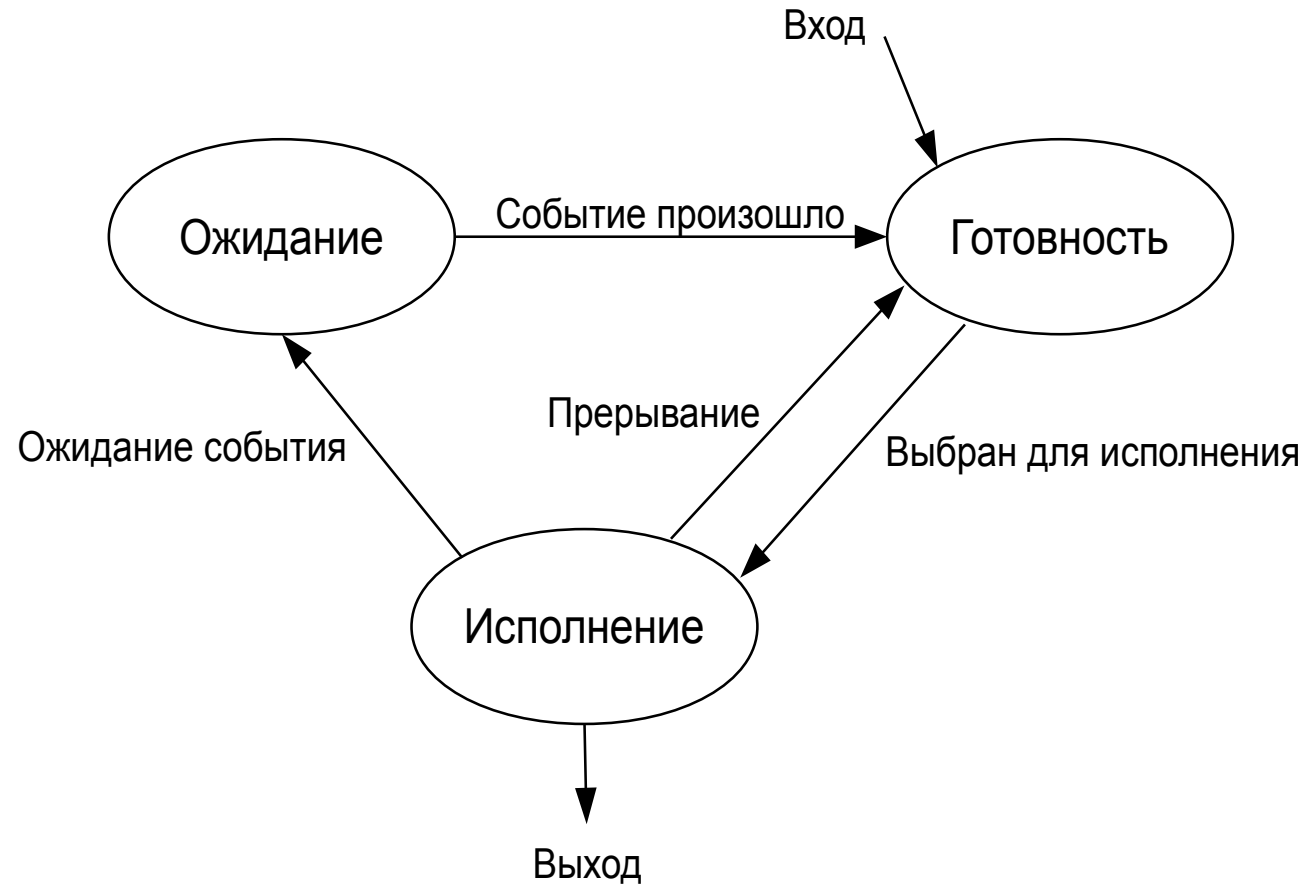 Вход
Ожидание
Событие произошло
Готовность
Прерывание
Ожидание события
Выбран для исполнения
Исполнение
Выход